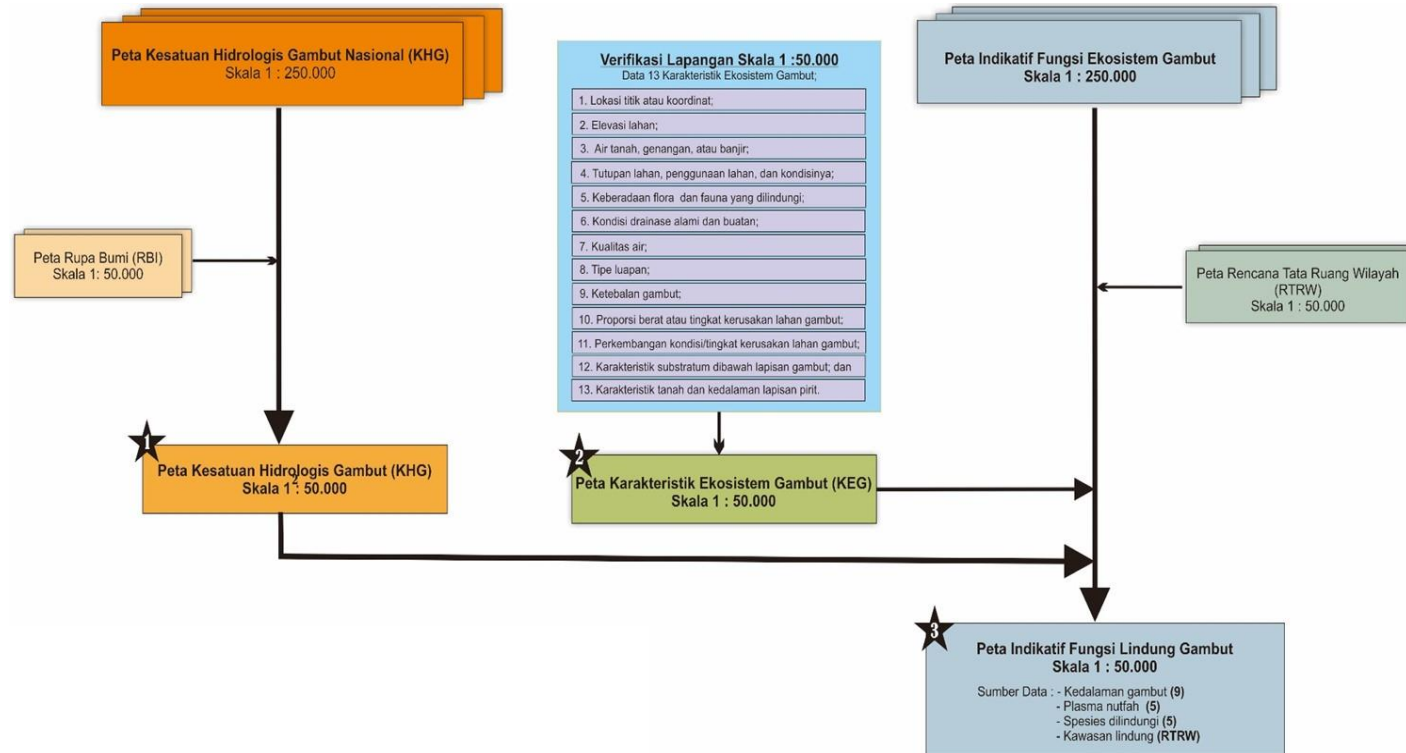 Peta Kesatuan Hidrologis Gambut Nasional (KHG)
Skala 1 : 250.000
Verifikasi Lapangan Skala 1 :50.000
Data 13 Karakteristik Ekosistem Gambut;
1. Lokasi titik atau koordinat;
2. Elevasi lahan;
3. Air tanah, genangan, atau banjir;
4. Tutupan lahan, penggunaan lahan, dan kondisinya;
5. Keberadaan flora dan fauna yang dilindungi;
6. Kondisi drainase alami dan buatan;
7. Kualitas air;
8. Tipe luapan;
9. Ketebalan gambut;
10. Proporsi berat atau tingkat kerusakan lahan gambut;
11. Perkembangan kondisi/tingkat kerusakan lahan gambut;
12. Karakteristik substratum dibawah lapisan gambut; dan
13. Karakteristik tanah dan kedalaman lapisan pirit.
Peta Indikatif Fungsi Ekosistem Gambut
Skala 1 : 250.000
Peta Rupa Bumi (RBI)
Skala 1: 50.000
Peta Rencana Tata Ruang Wilayah
(RTRW)
Skala 1 : 50.000
1
Peta Kesatuan Hidrologis Gambut (KHG)
Skala 1 : 50.000
2
2
Peta Karakteristik Ekosistem Gambut (KEG)
Skala 1 : 50.000
3
Peta Indikatif Fungsi Lindung Gambut
Skala 1 : 50.000
Sumber Data : - Kedalaman gambut (9)
- Plasma nutfah (5)
- Spesies dilindungi (5)
- Kawasan lindung (RTRW)